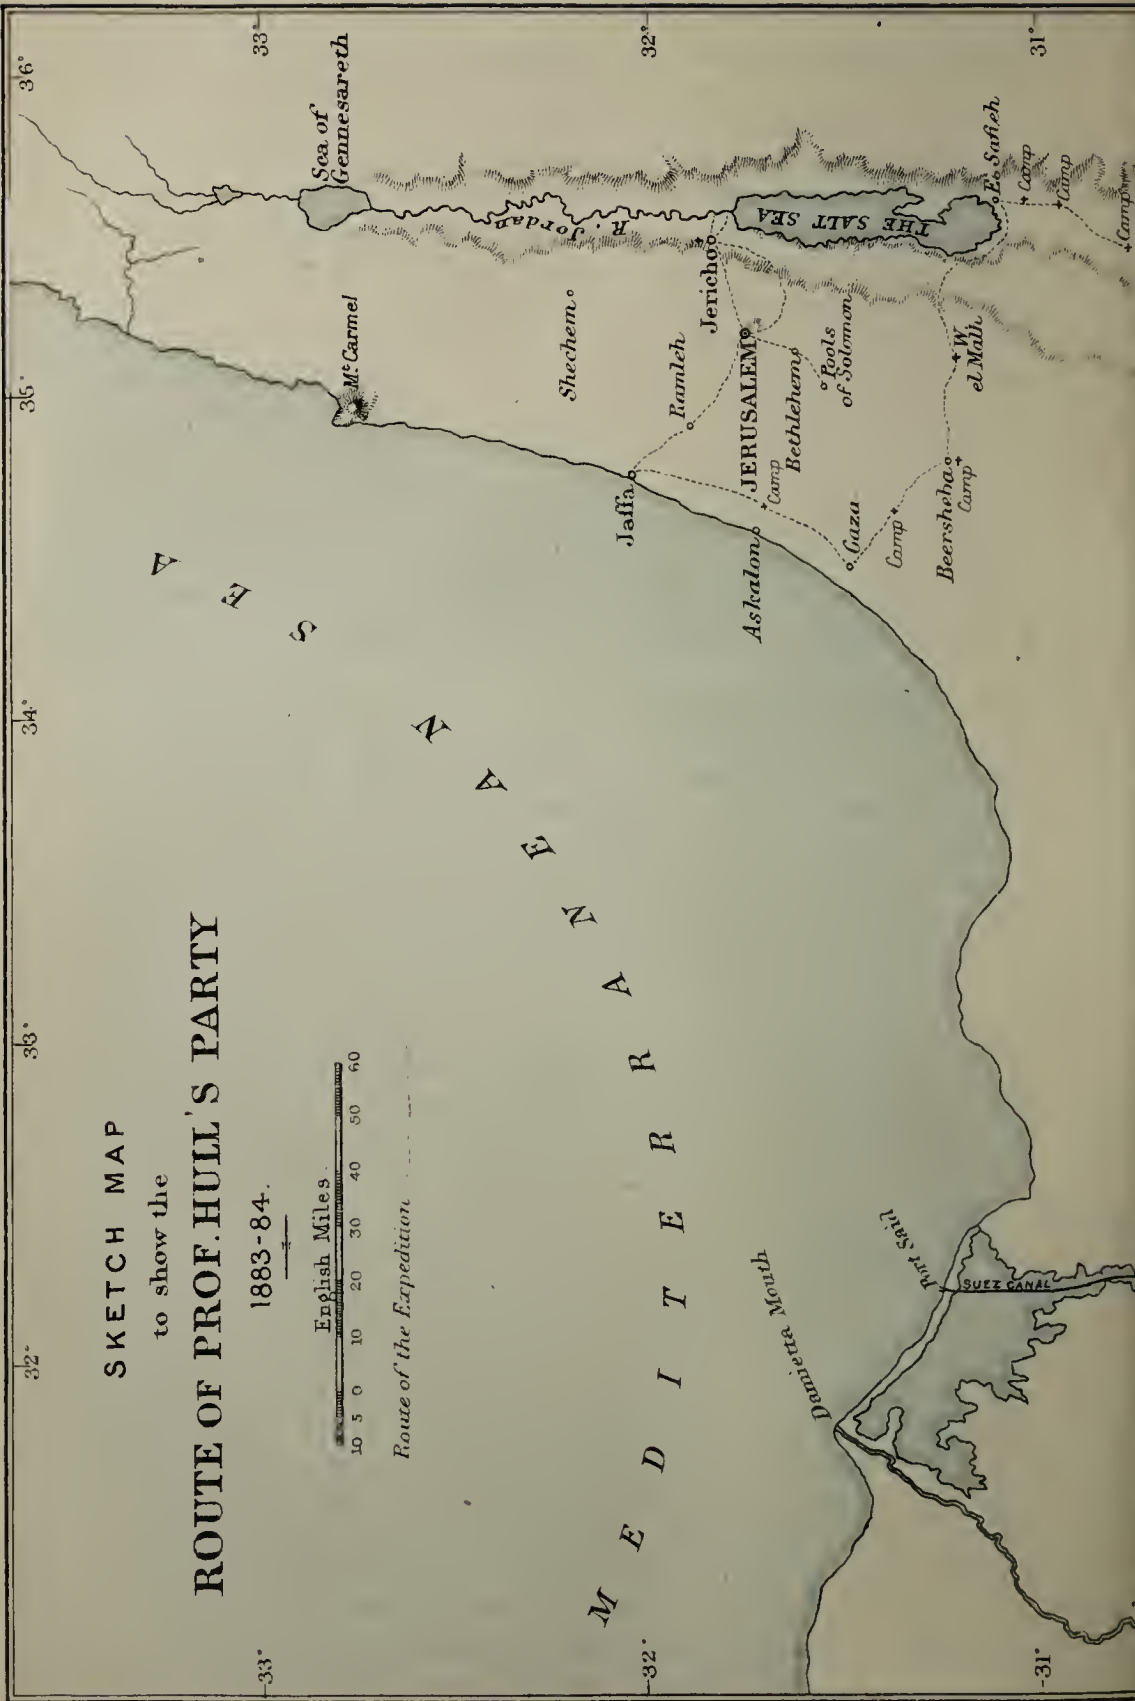 SKETCH MAP
to show the
ROUTE OF PROF. HULL'S PARTY
1883-84.
English Miles.
10 5 0 10 20 30 40 50 60
Route of the Expedition
32° 33° 34° 35° 36°
33°
33°
32°
32°
31°
31°
MEDITERRANEAN SEA
Sea of
Gennesareth
Mt Carmel
R. Jordan
Shechem
Ramleh
Jaffa
Jericho
JERUSALEM
THE SALT SEA
Camp
Bethlehem
Pools
of Solomon
Askalon
Gaza
Camp
Beersheba
Camp
W.
el Malh
E. Safieh
Camp
Camp
Camp
Damietta Mouth
Port Said
SUEZ CANAL